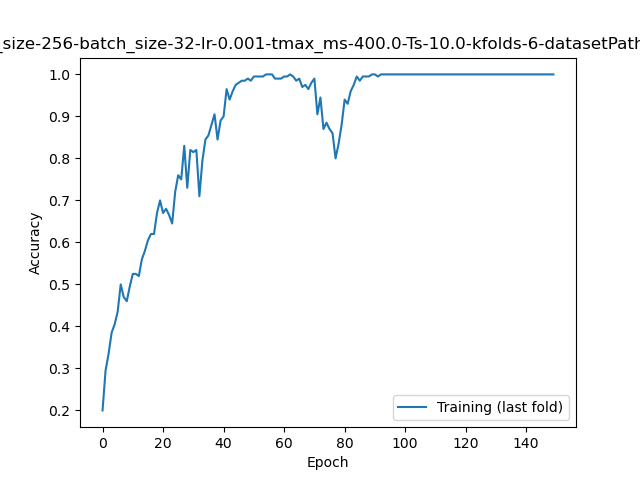 _size-256-batch_size-32-lr-0.001-tmax_ms-400.0-Ts-10.0-kfolds-6-datasetPath
Accuracy
1.0
0.9
0.8
0.7
0.6
0.5
0.4
0.3
0.2
Training (last fold)
0 20 40 60 80 100 120 140
Epoch